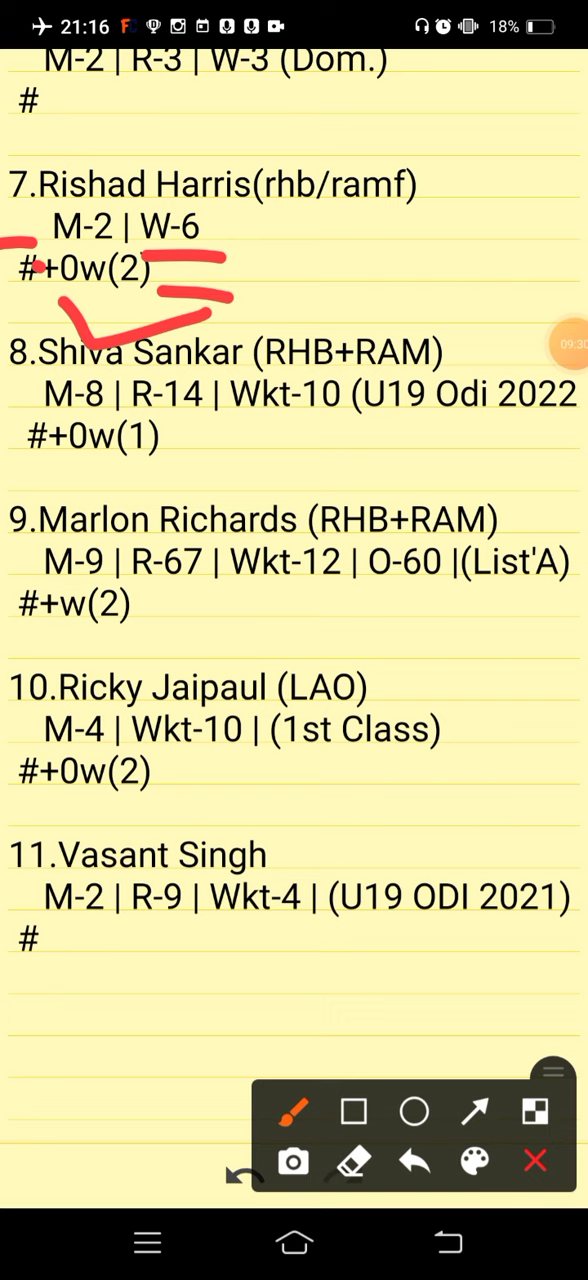 21:16 18%
M-2 | R-3 | W-3 (Dom.)
#
7.Rishad Harris(rhb/ramf)
M-2 | W-6
#+0w(2)
09:30
8.Shiva Sankar (RHB+RAM)
M-8 | R-14 | Wkt-10 (U19 Odi 2022
#+0w(1)
9.Marlon Richards (RHB+RAM)
M-9 | R-67 | Wkt-12 | O-60 |(List'A)
#+w(2)
10.Ricky Jaipaul (LAO)
M-4 | Wkt-10 | (1st Class)
#+0w(2)
11.Vasant Singh
M-2 | R-9 | Wkt-4 | (U19 ODI 2021)
#